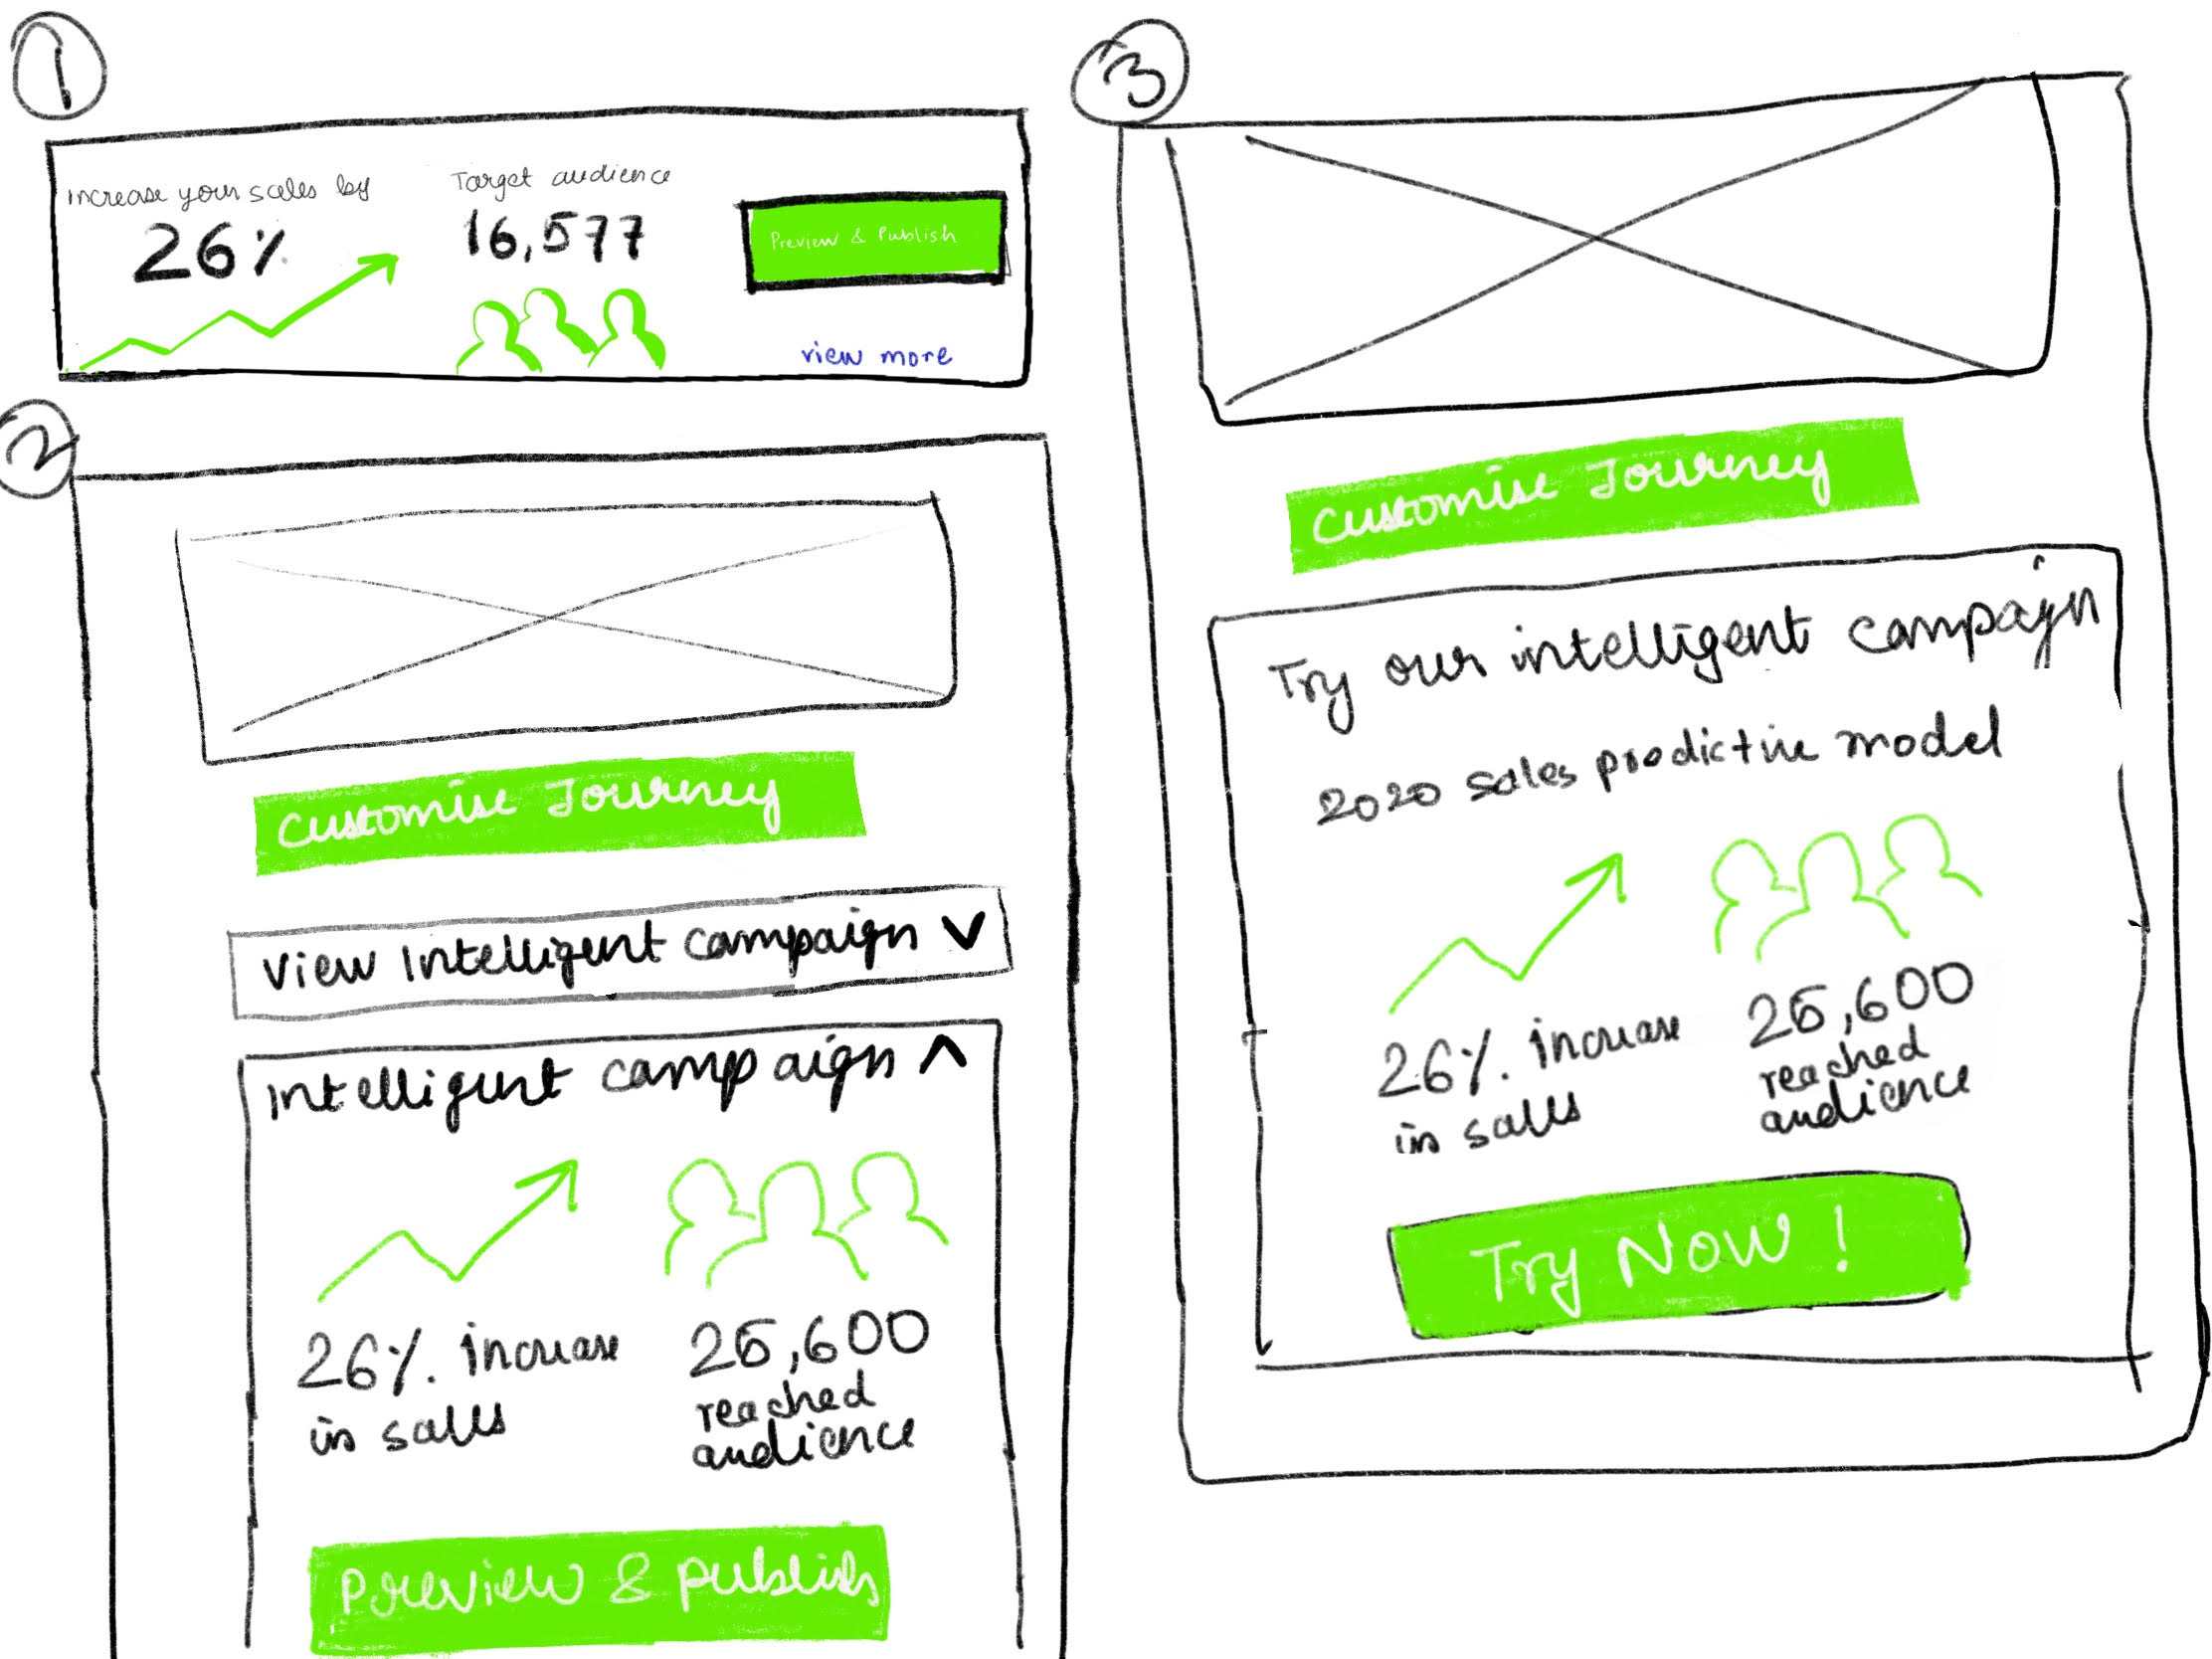 1
Increase your sales by
26%
Target audience
16,577
Preview & Publish
view more
2
Customise Journey
View Intelligent campaign
Intelligent campaign
26% increase
in sales
25,600
reached
audience
Preview & publish
3
Customise Journey
Try our intelligent campaign
2020 sales predictive model
26% increase
in sales
25,600
reached
audience
Try Now !